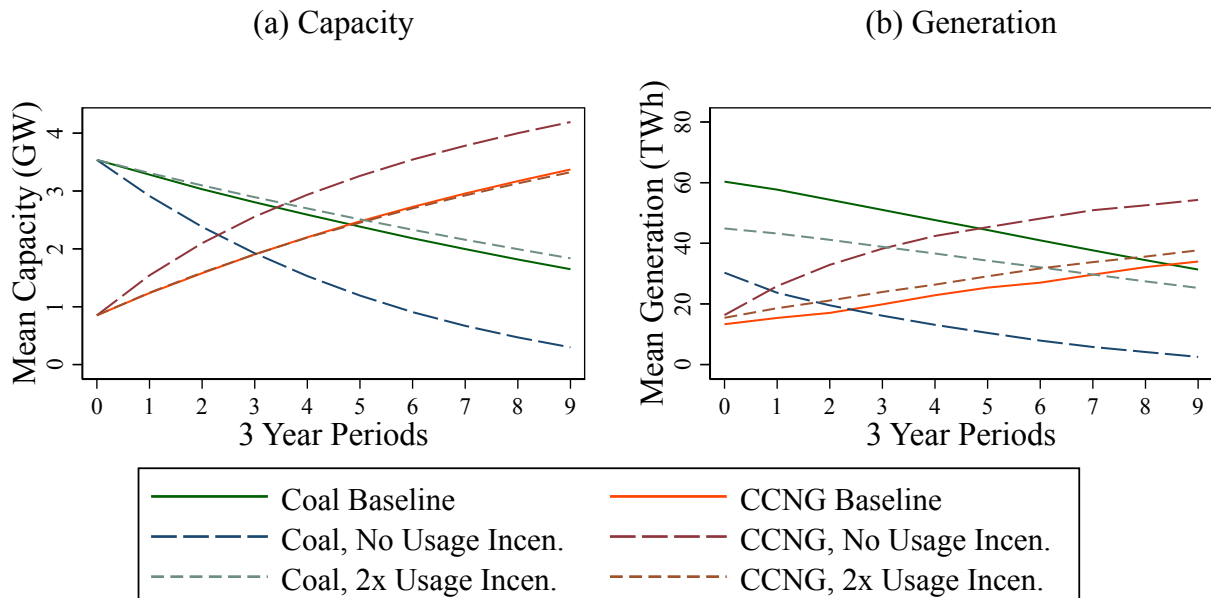 (a) Capacity
Mean Capacity (GW)
4
3
2
1
0
0 1 2 3 4 5 6 7 8 9
3 Year Periods
(b) Generation
Mean Generation (TWh)
80
60
40
20
0
0 1 2 3 4 5 6 7 8 9
3 Year Periods
Coal Baseline
CCNG Baseline
Coal, No Usage Incen.
CCNG, No Usage Incen.
Coal, 2x Usage Incen.
CCNG, 2x Usage Incen.